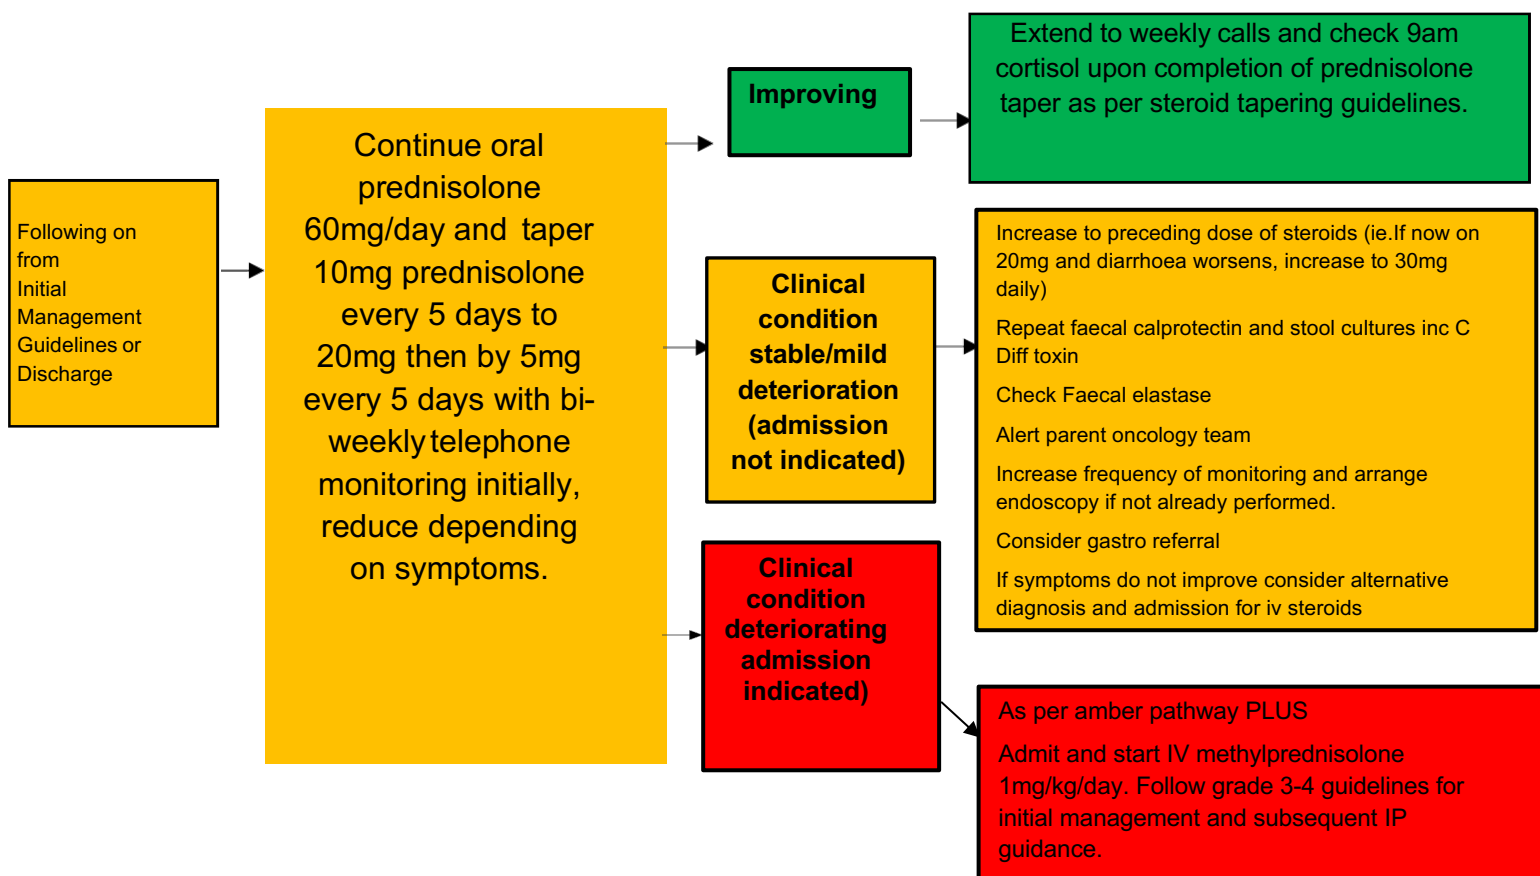 Following on
from
Initial
Management
Guidelines or
Discharge
Continue oral
prednisolone
60mg/day and taper
10mg prednisolone
every 5 days to
20mg then by 5mg
every 5 days with bi-
weekly telephone
monitoring initially,
reduce depending
on symptoms.
Improving
Extend to weekly calls and check 9am
cortisol upon completion of prednisolone
taper as per steroid tapering guidelines.
Clinical
condition
stable/mild
deterioration
(admission
not indicated)
Increase to preceding dose of steroids (ie.If now on
20mg and diarrhoea worsens, increase to 30mg
daily)
Repeat faecal calprotectin and stool cultures inc C
Diff toxin
Check Faecal elastase
Alert parent oncology team
Increase frequency of monitoring and arrange
endoscopy if not already performed.
Consider gastro referral
If symptoms do not improve consider alternative
diagnosis and admission for iv steroids
Clinical
condition
deteriorating
admission
indicated)
As per amber pathway PLUS
Admit and start IV methylprednisolone
1mg/kg/day. Follow grade 3-4 guidelines for
initial management and subsequent IP
guidance.